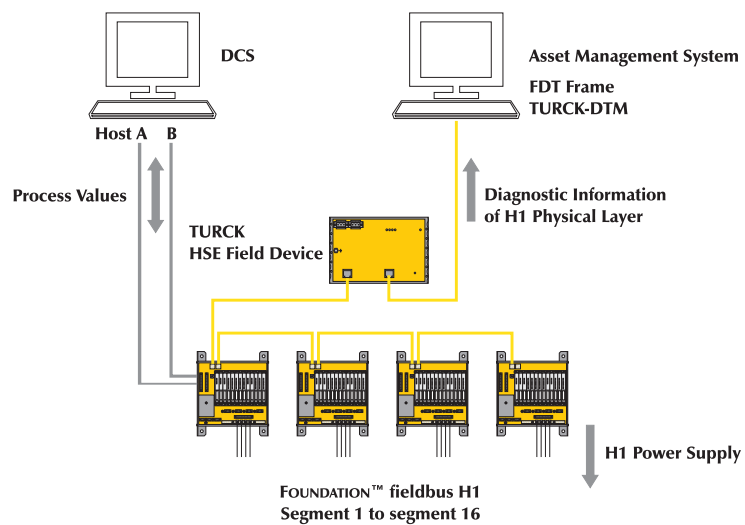 DCS
Asset Management System
FDT Frame
TURCK-DTM
Host A B
Process Values
Diagnostic Information
of H1 Physical Layer
TURCK
HSE Field Device
H1 Power Supply
FOUNDATION™ fieldbus H1
Segment 1 to segment 16